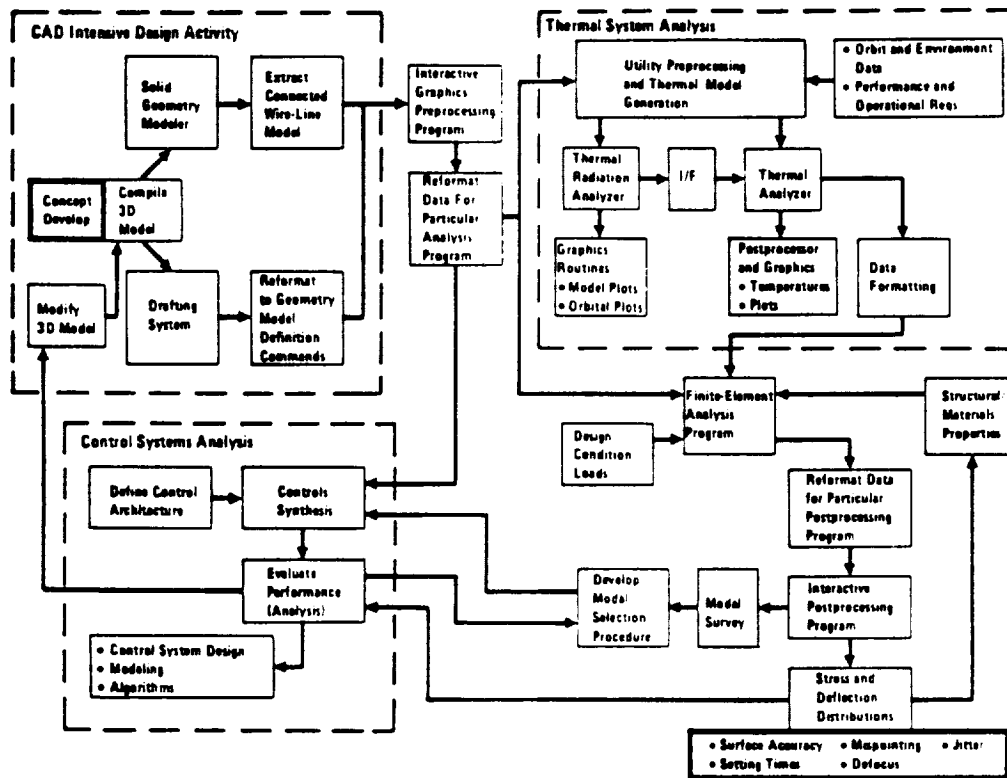 CAD Intensive Design Activity
Solid
Geometry
Modeler
Extract
Connected
Wire-Line
Model
Concept
Develop
Compile
3D
Model
Modify
3D Model
Drafting
System
Reformat
to Geometry
Model
Definition
Commands
Interactive
Graphics
Preprocessing
Program
Reformat
Data For
Particular
Analysis
Program
Thermal System Analysis
Utility Preprocessing
and Thermal Model
Generation
• Orbit and Environment
Data
• Performance and
Operational Reqs
Thermal
Radiation
Analyzer
I/F
Thermal
Analyzer
Graphics
Routines
• Model Plots
• Orbital Plots
Postprocessor
and Graphics
• Temperatures
• Plots
Data
Formatting
Finite-Element
Analysis
Program
Structural
Materials
Properties
Design
Condition
Loads
Reformat Data
for Particular
Postprocessing
Program
Control Systems Analysis
Define Control
Architecture
Controls
Synthesis
Evaluate
Performance
(Analysis)
• Control System Design
• Modeling
• Algorithms
Develop
Modal
Selection
Procedure
Modal
Survey
Interactive
Postprocessing
Program
Stress and
Deflection
Distributions
• Surface Accuracy • Mispointing • Jitter
• Setting Times • Defocus